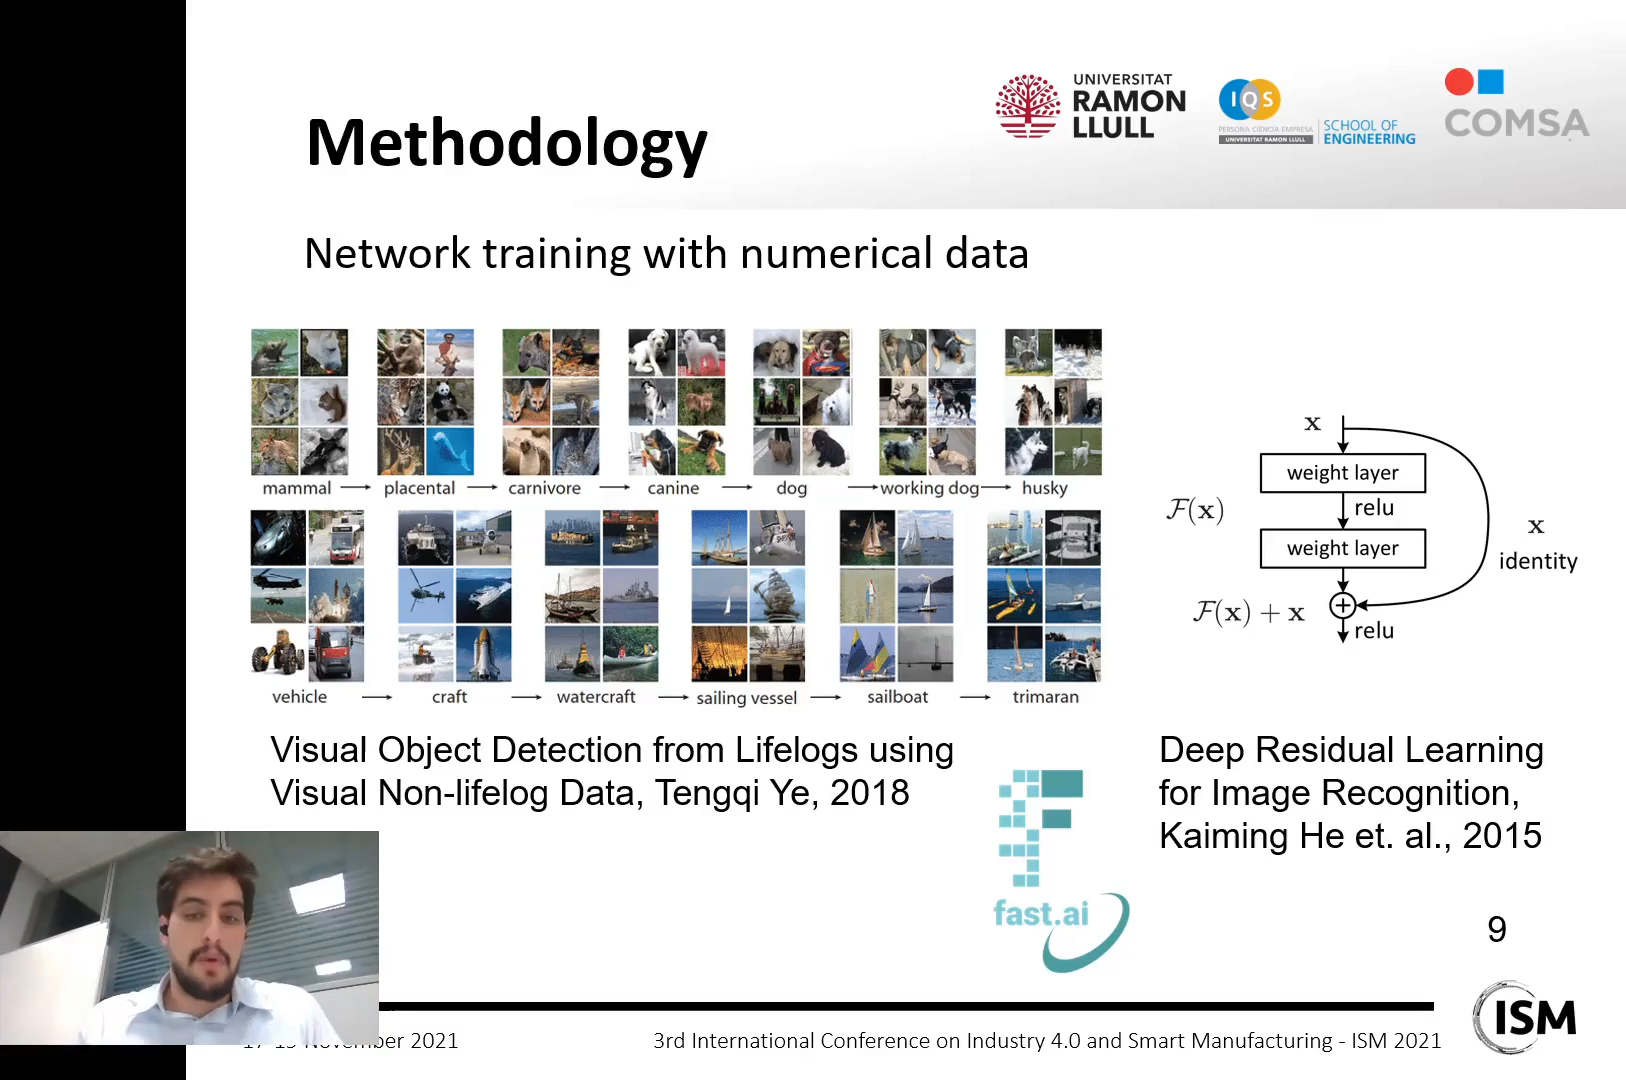 UNIVERSITAT
RAMON
LLULL
IQS
PERSONA CIÈNCIA EMPRESA
UNIVERSITAT RAMON LLULL
SCHOOL OF
ENGINEERING
COMSA
Methodology
Network training with numerical data
mammal placental carnivore canine dog working dog husky
vehicle craft watercraft sailing vessel sailboat trimaran
x
weight layer
relu
F(x)
weight layer
x
identity
F(x) + x
relu
Visual Object Detection from Lifelogs using
Visual Non-lifelog Data, Tengqi Ye, 2018
Deep Residual Learning
for Image Recognition,
Kaiming He et. al., 2015
fast.ai
9
November 2021
3rd International Conference on Industry 4.0 and Smart Manufacturing - ISM 2021
ISM